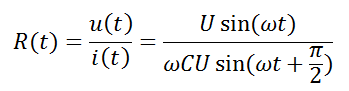 R(t) = u(t)/i(t) = U sin(ωt)/ωCU sin(ωt + π/2)